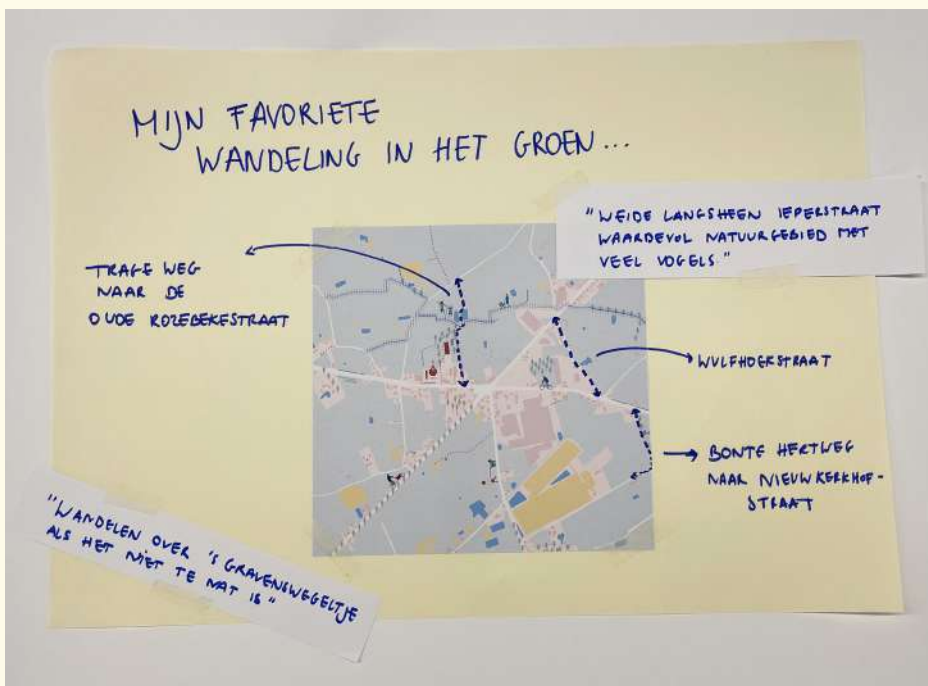 MIJN FAVORIETE
WANDELING IN HET GROEN...
"WEIDE LANGSHEEN IEPERSTRAAT
WAARDEVOL NATUURGEBIED MET
VEEL VOGELS."
TRAGE WEG
NAAR DE
OUDE ROZEBEKESTRAAT
WULFHOEKSTRAAT
BONTE HERTWEG
NAAR NIEUWKERKHOF-
STRAAT
"WANDELEN OVER 'S GRAVENSWEGELTJE
ALS HET NIET TE NAT IS"